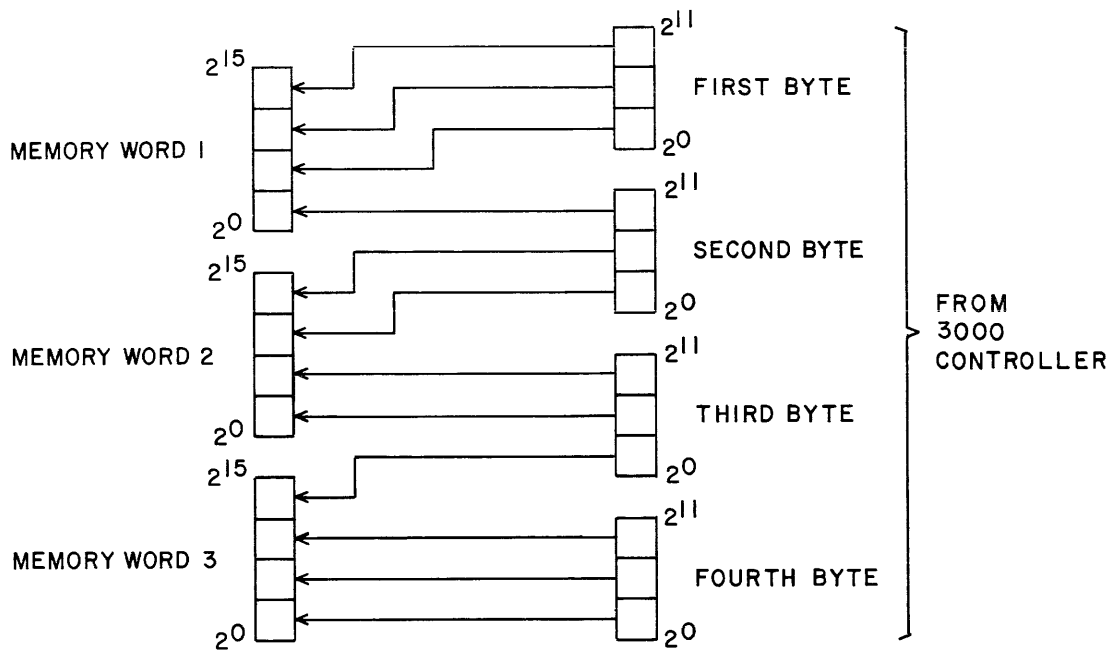 2^11
2^15
FIRST BYTE
MEMORY WORD 1
2^0
2^11
2^0
2^15
SECOND BYTE
2^0
FROM
3000
CONTROLLER
MEMORY WORD 2
2^11
THIRD BYTE
2^0
2^15
2^0
2^11
MEMORY WORD 3
FOURTH BYTE
2^0
2^0